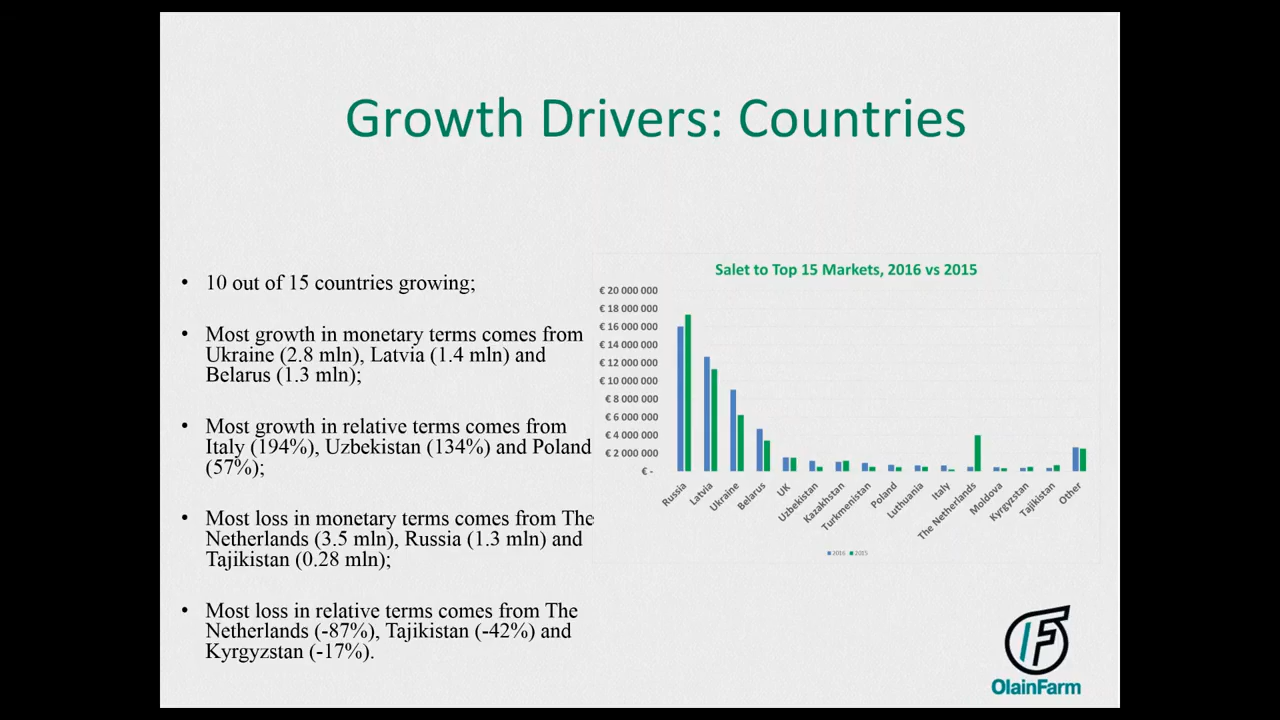 Growth Drivers: Countries
• 10 out of 15 countries growing;
• Most growth in monetary terms comes from
Ukraine (2.8 mln), Latvia (1.4 mln) and
Belarus (1.3 mln);
• Most growth in relative terms comes from
Italy (194%), Uzbekistan (134%) and Poland
(57%);
• Most loss in monetary terms comes from The
Netherlands (3.5 mln), Russia (1.3 mln) and
Tajikistan (0.28 mln);
• Most loss in relative terms comes from The
Netherlands (-87%), Tajikistan (-42%) and
Kyrgyzstan (-17%).
Salet to Top 15 Markets, 2016 vs 2015
€ 20 000 000
€ 18 000 000
€ 16 000 000
€ 14 000 000
€ 12 000 000
€ 10 000 000
€ 8 000 000
€ 6 000 000
€ 4 000 000
€ 2 000 000
€ -
Russia
Latvia
Ukraine
Belarus
UK
Uzbekistan
Kazakhstan
Turkmenistan
Poland
Lithuania
Italy
The Netherlands
Moldova
Kyrgyzstan
Tajikistan
Other
2016 2015
OlainFarm